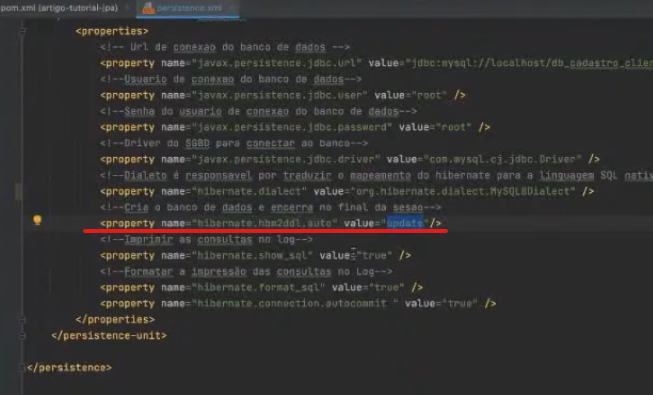 pom.xml (artigo-tutorial-jpa)  persistence.xml
<properties>
<!-- Url de conexao do banco de dados -->
<property name="javax.persistence.jdbc.url" value="jdbc:mysql://localhost/db_cadastro_clien
<!--Usuario de conexao do banco de dados-->
<property name="javax.persistence.jdbc.user" value="root" />
<!--Senha do usuario de conexao do banco de dados-->
<property name="javax.persistence.jdbc.password" value="root" />
<!--Driver do SGBD para conectar ao banco-->
<property name="javax.persistence.jdbc.driver" value="com.mysql.cj.jdbc.Driver" />
<!--Dialeto é responsavel por traduzir o mapeamento do hibernate para a linguagem SQL nativ
<property name="hibernate.dialect" value="org.hibernate.dialect.MySQL8Dialect" />
<!--Cria o banco de dados e encerra no final da sesao-->
<property name="hibernate.hbm2ddl.auto" value="update"/>
<!--Imprimir as consultas no log-->
<property name="hibernate.show_sql" value="true" />
<!--Formatar a impressão das consultas no Log-->
<property name="hibernate.format_sql" value="true" />
<property name="hibernate.connection.autocommit " value="true" />
</properties>
</persistence-unit>
</persistence>